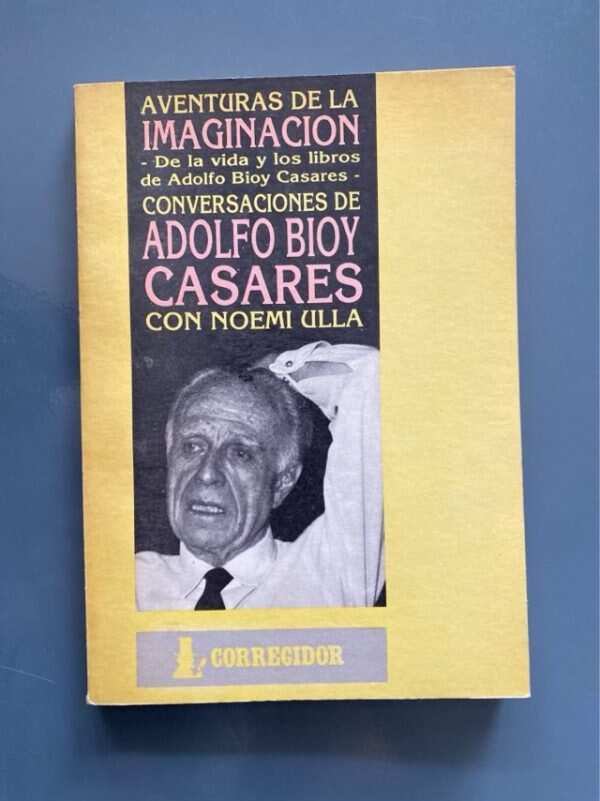 AVENTURAS DE LA
IMAGINACION
- De la vida y los libros
de Adolfo Bioy Casares -
CONVERSACIONES DE
ADOLFO BIOY
CASARES
CON NOEMI ULLA
CORREGIDOR